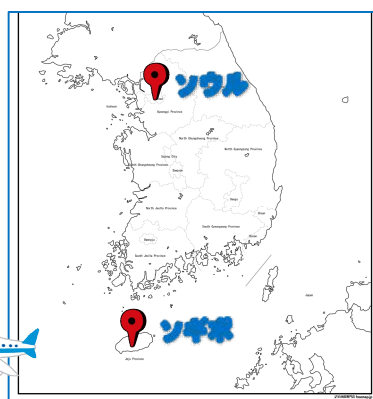 ソウル
Gyeonggi Province
North Chungcheong Province
North Gyeongsang Province
Sejong City
South Chungcheong Province
Daejeon
Daegu
North Jeolla Province
Ulsan
South Gyeongsang Province
Busan
Gwangju
South Jeolla Province
Japan
ソギポ
Jeju Province